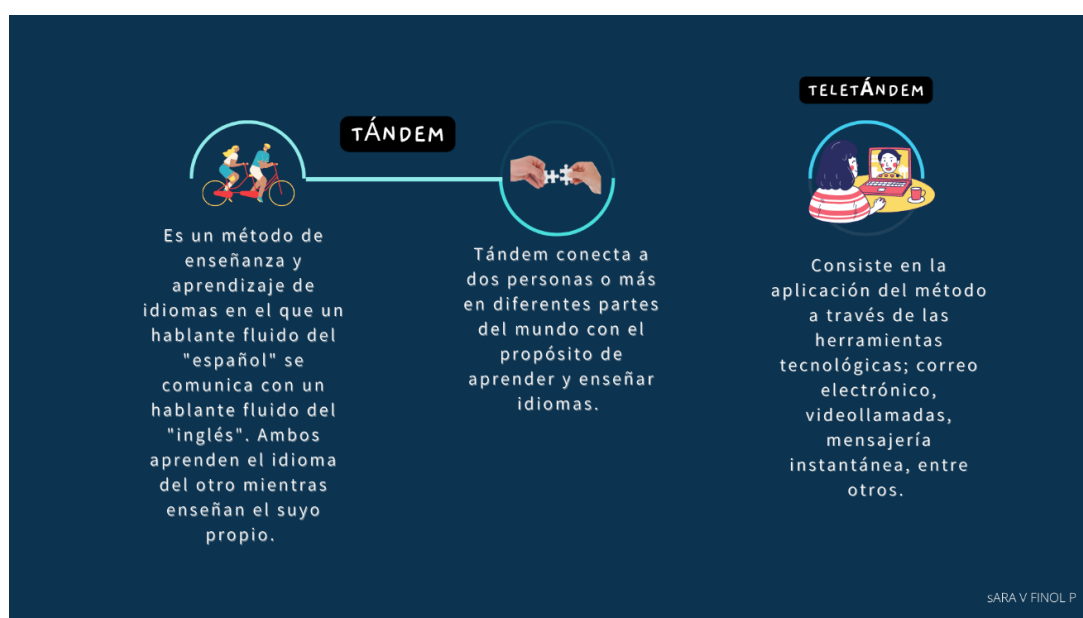 TÁNDEM
Es un método de
enseñanza y
aprendizaje de
idiomas en el que un
hablante fluido del
"español" se
comunica con un
hablante fluido del
"inglés". Ambos
aprenden el idioma
del otro mientras
enseñan el suyo
propio.
Tándem conecta a
dos personas o más
en diferentes partes
del mundo con el
propósito de
aprender y enseñar
idiomas.
TELETÁNDEM
Consiste en la
aplicación del método
a través de las
herramientas
tecnológicas; correo
electrónico,
videollamadas,
mensajería
instantánea, entre
otros.
sARA V FINOL P